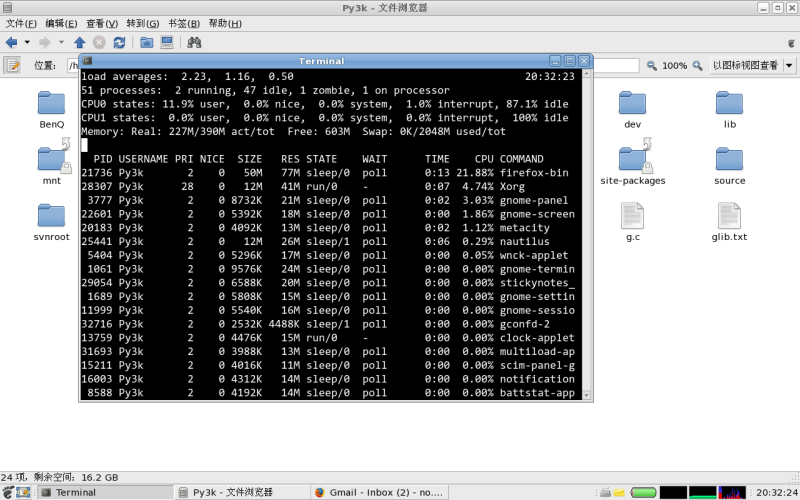 Py3k - 文件浏览器
文件(F) 编辑(E) 查看(V) 转到(G) 书签(B) 帮助(H)
位置: /h
100% 以图标视图查看
Terminal
load averages: 2.23, 1.16, 0.50 20:32:23
51 processes: 2 running, 47 idle, 1 zombie, 1 on processor
CPU0 states: 11.9% user, 0.0% nice, 0.0% system, 1.0% interrupt, 87.1% idle
CPU1 states: 0.0% user, 0.0% nice, 0.0% system, 0.0% interrupt, 100% idle
Memory: Real: 227M/390M act/tot Free: 603M Swap: 0K/2048M used/tot
PID USERNAME PRI NICE SIZE RES STATE WAIT TIME CPU COMMAND
21736 Py3k 2 0 50M 77M sleep/0 poll 0:13 21.88% firefox-bin
28307 Py3k 28 0 12M 41M run/0 - 0:07 4.74% Xorg
3777 Py3k 2 0 8732K 21M sleep/0 poll 0:02 3.03% gnome-panel
22601 Py3k 2 0 5392K 18M sleep/0 poll 0:00 1.86% gnome-screen
20183 Py3k 2 0 4092K 13M sleep/0 poll 0:02 1.12% metacity
25441 Py3k 2 0 12M 26M sleep/1 poll 0:06 0.29% nautilus
5404 Py3k 2 0 5296K 17M sleep/0 poll 0:00 0.05% wnck-applet
1061 Py3k 2 0 9576K 24M sleep/0 poll 0:00 0.00% gnome-termin
29054 Py3k 2 0 6588K 20M sleep/0 poll 0:00 0.00% stickynotes_
1689 Py3k 2 0 5808K 15M sleep/0 poll 0:00 0.00% gnome-settin
11999 Py3k 2 0 5540K 16M sleep/0 poll 0:00 0.00% gnome-sessio
32716 Py3k 2 0 2532K 4488K sleep/1 poll 0:00 0.00% gconfd-2
13759 Py3k 2 0 4476K 15M run/0 - 0:00 0.00% clock-applet
31693 Py3k 2 0 3988K 13M sleep/0 poll 0:00 0.00% multiload-ap
15211 Py3k 2 0 4016K 11M sleep/0 poll 0:00 0.00% scim-panel-g
16003 Py3k 2 0 4312K 14M sleep/0 poll 0:00 0.00% notification
8588 Py3k 2 0 4192K 14M sleep/0 poll 0:00 0.00% battstat-app
BenQ dev lib
mnt site-packages source
svnroot g.c glib.txt
24 项，剩余空间：16.2 GB
Terminal Py3k - 文件浏览器 Gmail - Inbox (2) - no.... 20:32:24